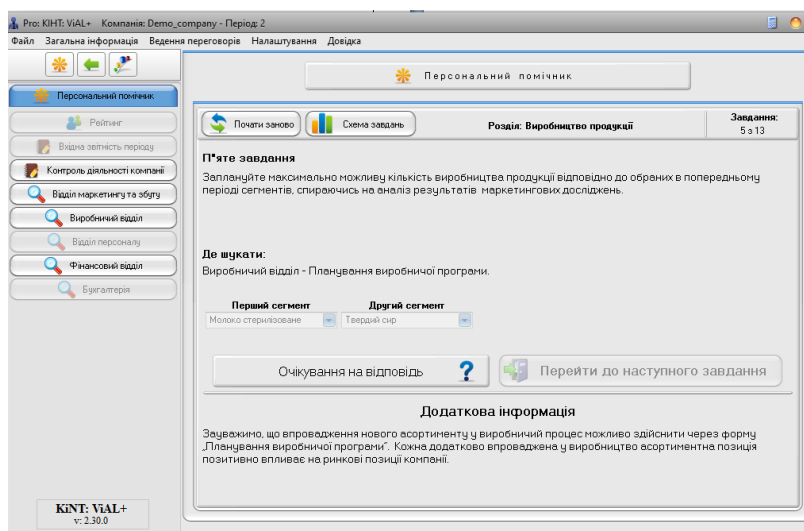 Pro: КІНТ: ViAL+ Компанія: Demo_company - Період: 2
Файл Загальна інформація Ведення переговорів Налаштування Довідка
Персональний помічник
Персональний помічник
Рейтинг
Вхідна звітність періоду
Контроль діяльності компанії
Відділ маркетингу та збуту
Виробничий відділ
Відділ персоналу
Фінансовий відділ
Бухгалтерія
Почати заново
Схема завдань
Розділ: Виробництво продукції
Завдання:
5 з 13
П"яте завдання
Заплануйте максимально можливу кількість виробництва продукції відповідно до обраних в попередньому
періоді сегментів, спираючись на аналіз результатів маркетингових досліджень.
Де шукати:
Виробничий відділ - Планування виробничої програми.
Перший сегмент Другий сегмент
Молоко стерилізоване Твердий сир
Очікування на відповідь ?
Перейти до наступного завдання
Додаткова інформація
Зауважимо, що впровадження нового асортименту у виробничий процес можливо здійснити через форму
„Планування виробничої програми". Кожна додатково впроваджена у виробництво асортиментна позиція
позитивно впливає на ринкові позиції компанії.
KiNT: ViAL+
v: 2.30.0